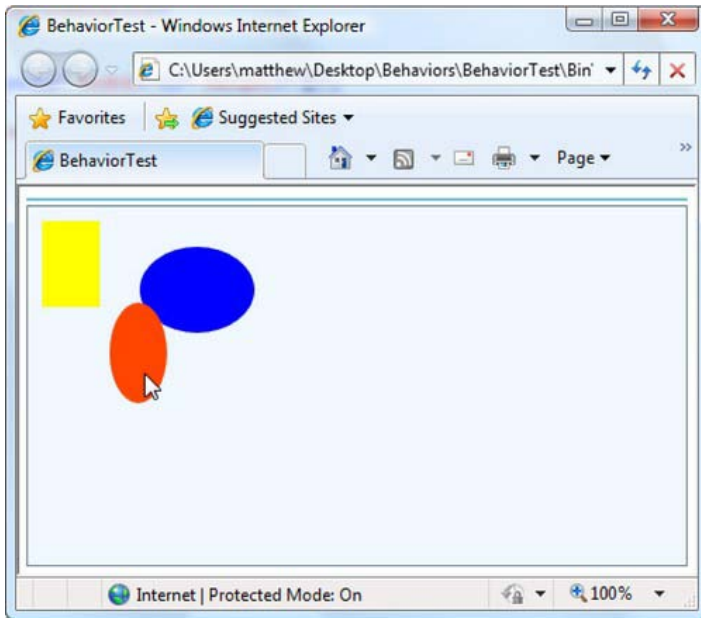 BehaviorTest - Windows Internet Explorer
C:\Users\matthew\Desktop\Behaviors\BehaviorTest\Bin
Favorites Suggested Sites
BehaviorTest Page »
Internet | Protected Mode: On 100%